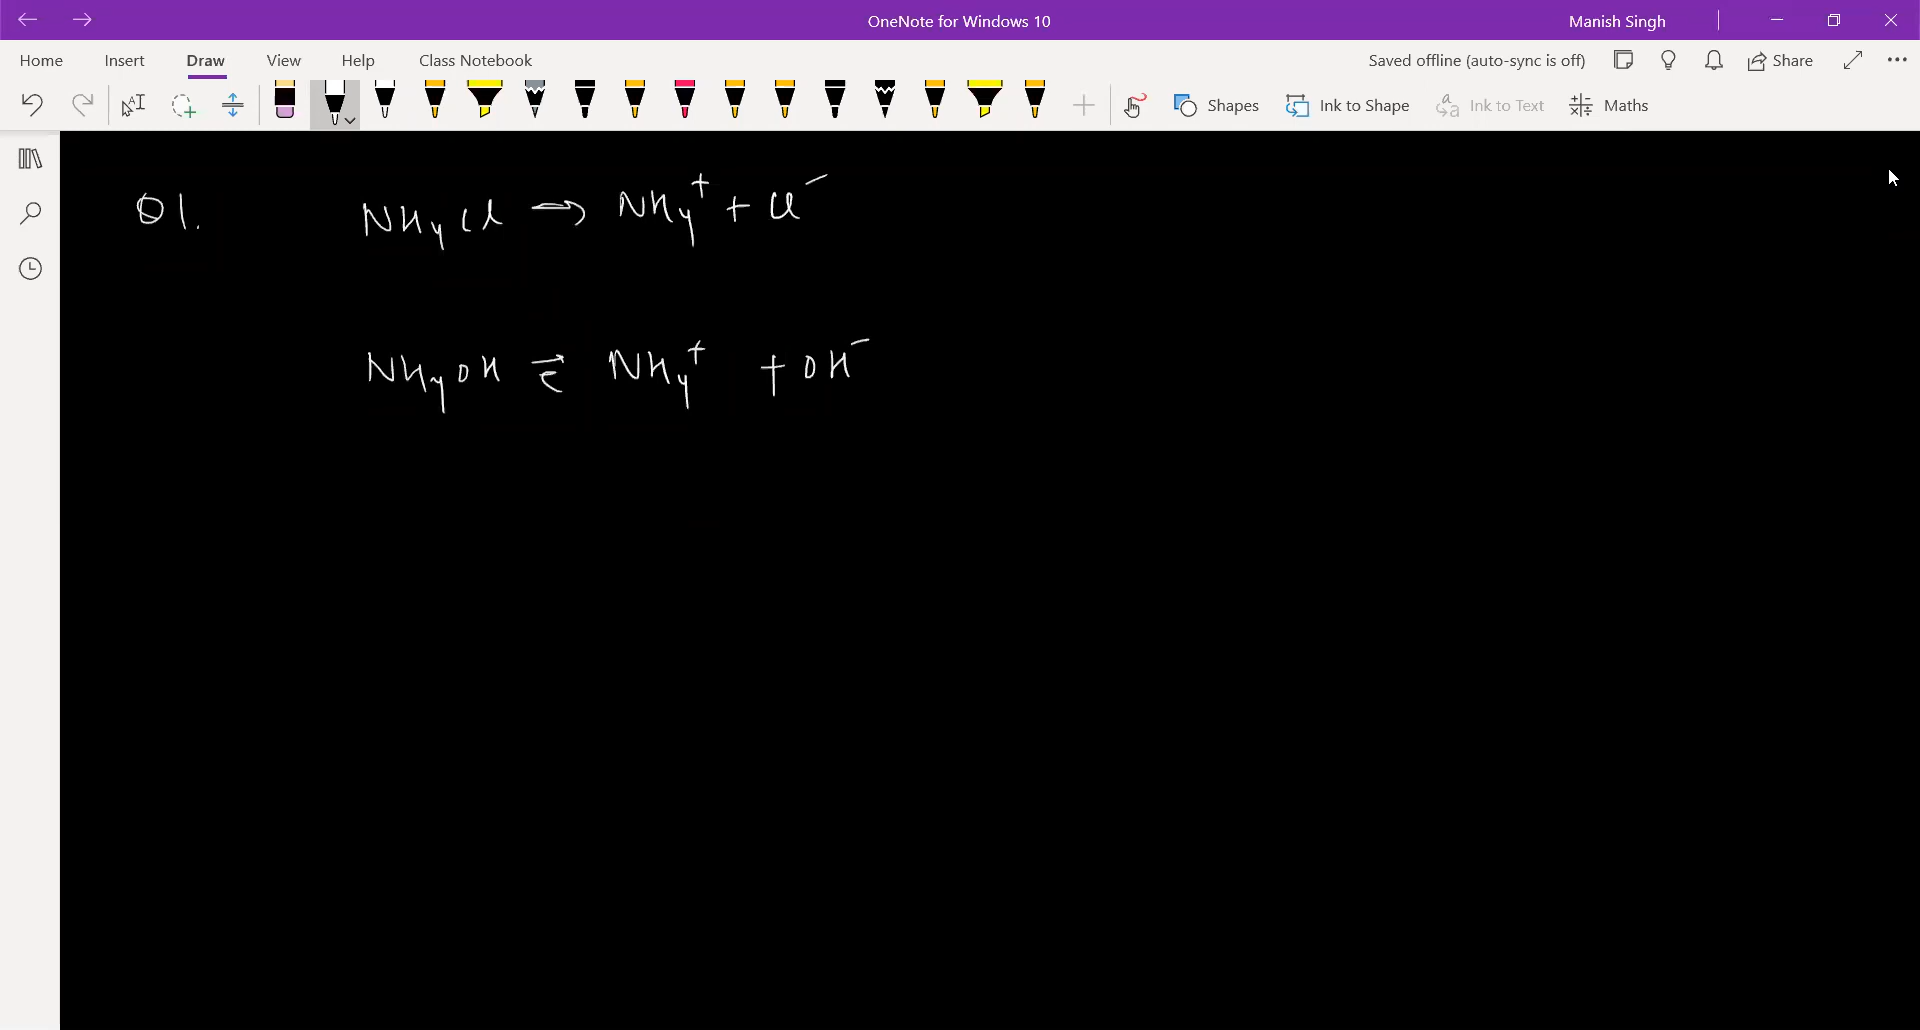 OneNote for Windows 10
Manish Singh
Home Insert Draw View Help Class Notebook
Saved offline (auto-sync is off) Share
Shapes Ink to Shape Ink to Text Maths
Q1. NH₄Cl → NH₄⁺ + Cl⁻
NH₄OH ⇌ NH₄⁺ + OH⁻